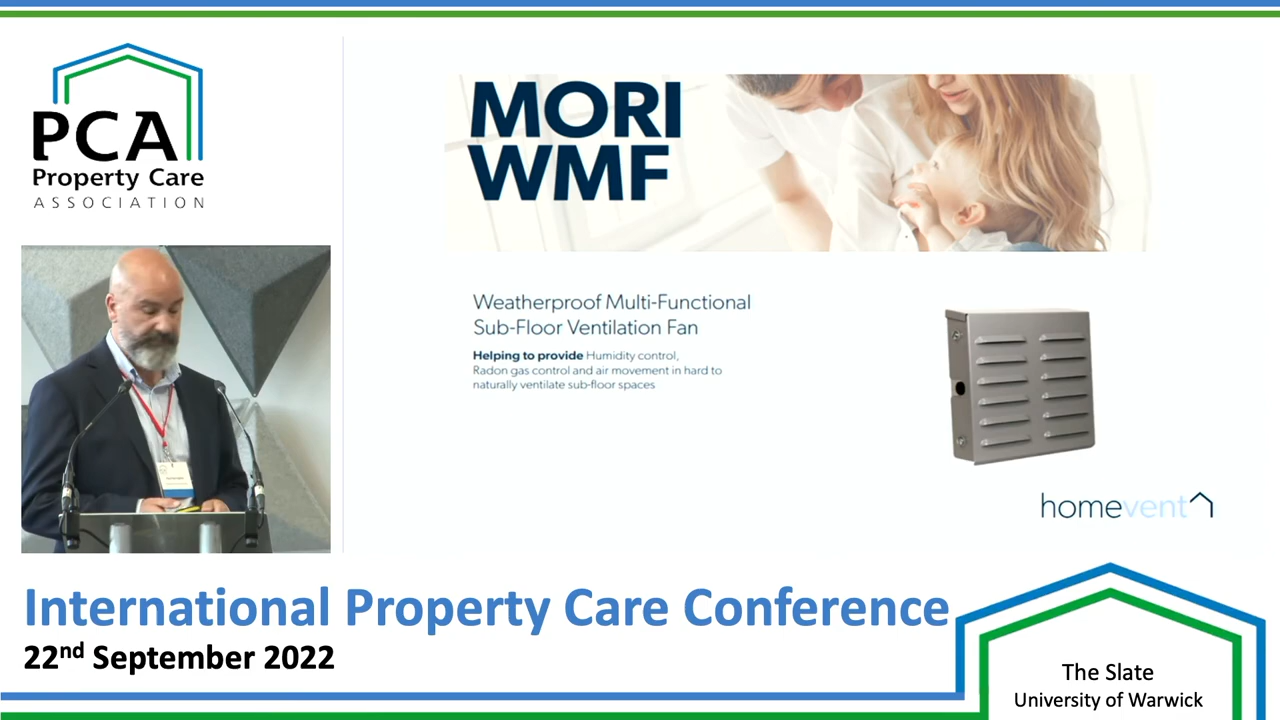 PCA
Property Care
ASSOCIATION
MORI
WMF
Weatherproof Multi-Functional
Sub-Floor Ventilation Fan
Helping to provide Humidity control,
Radon gas control and air movement in hard to
naturally ventilate sub-floor spaces
homevent
International Property Care Conference
22nd September 2022
The Slate
University of Warwick